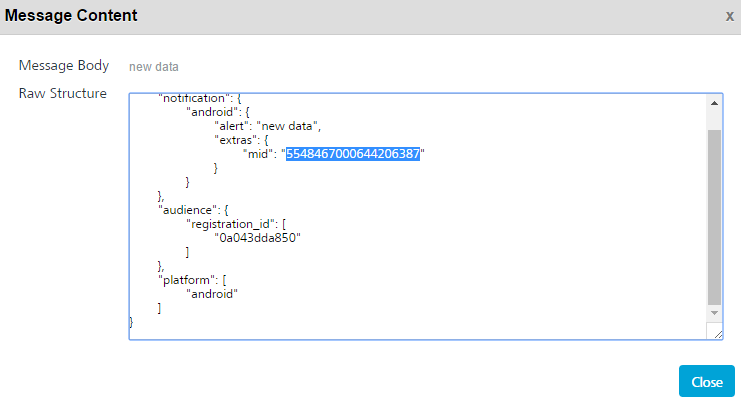 Message Content
x
Message Body new data
Raw Structure
"notification": {
"android": {
"alert": "new data",
"extras": {
"mid": "5548467000644206387"
}
}
},
"audience": {
"registration_id": [
"0a043dda850"
]
},
"platform": [
"android"
]
}
Close